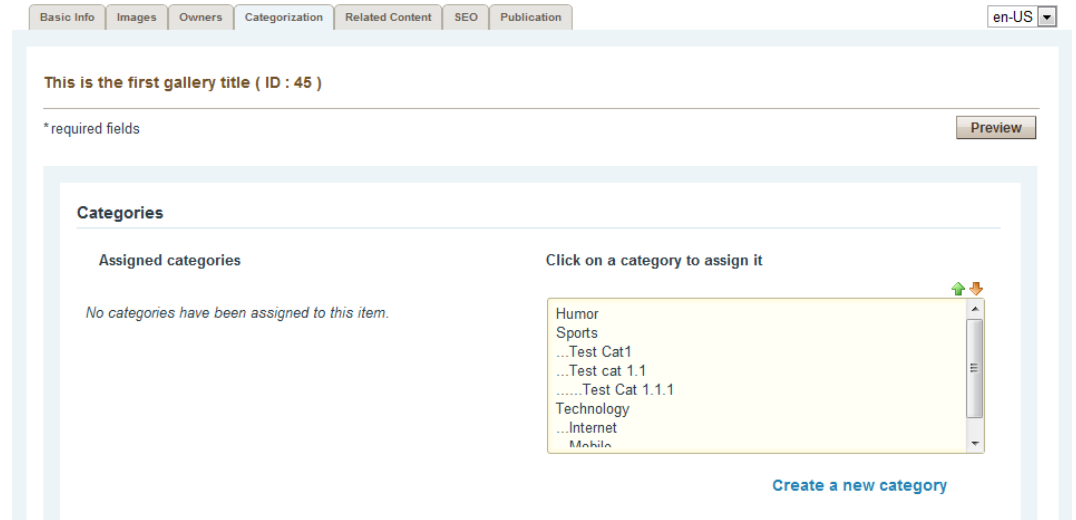 Basic Info Images Owners Categorization Related Content SEO Publication en-US
This is the first gallery title ( ID : 45 )
* required fields Preview
Categories
Assigned categories Click on a category to assign it
No categories have been assigned to this item.
Humor
Sports
...Test Cat1
...Test cat 1.1
......Test Cat 1.1.1
Technology
...Internet
...Mobile
Create a new category